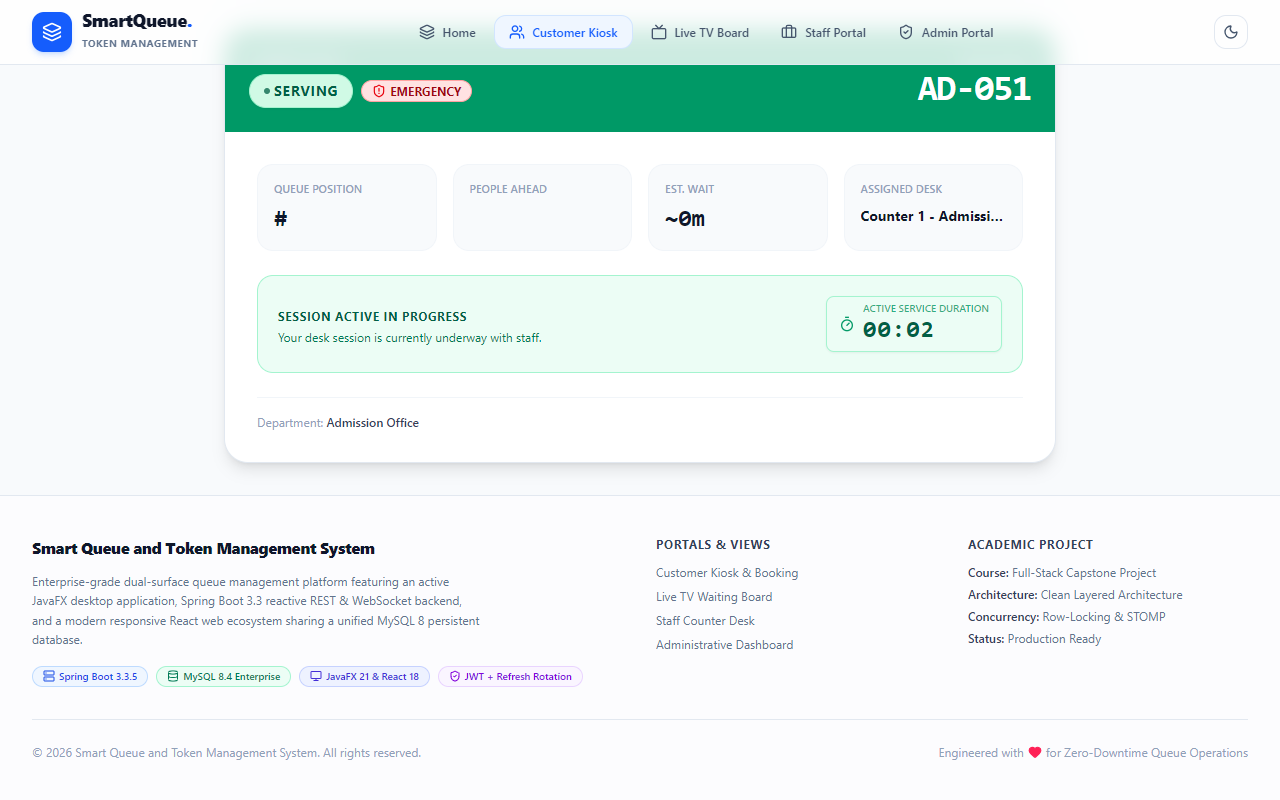 SmartQueue.
TOKEN MANAGEMENT
Home
Customer Kiosk
Live TV Board
Staff Portal
Admin Portal
SERVING
EMERGENCY
AD-051
QUEUE POSITION
#
PEOPLE AHEAD
EST. WAIT
~0m
ASSIGNED DESK
Counter 1 - Admissi...
SESSION ACTIVE IN PROGRESS
Your desk session is currently underway with staff.
ACTIVE SERVICE DURATION
00:02
Department: Admission Office
Smart Queue and Token Management System
Enterprise-grade dual-surface queue management platform featuring an active
JavaFX desktop application, Spring Boot 3.3 reactive REST & WebSocket backend,
and a modern responsive React web ecosystem sharing a unified MySQL 8 persistent
database.
Spring Boot 3.3.5
MySQL 8.4 Enterprise
JavaFX 21 & React 18
JWT + Refresh Rotation
PORTALS & VIEWS
Customer Kiosk & Booking
Live TV Waiting Board
Staff Counter Desk
Administrative Dashboard
ACADEMIC PROJECT
Course: Full-Stack Capstone Project
Architecture: Clean Layered Architecture
Concurrency: Row-Locking & STOMP
Status: Production Ready
© 2026 Smart Queue and Token Management System. All rights reserved.
Engineered with ❤ for Zero-Downtime Queue Operations